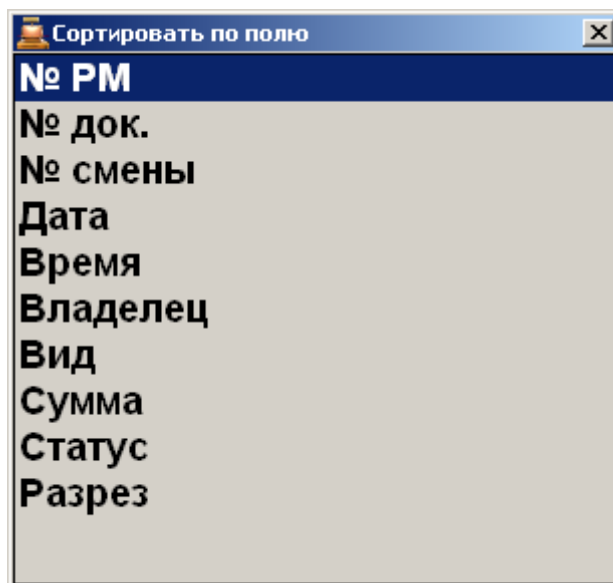 Сортировать по полю
№ РМ
№ док.
№ смены
Дата
Время
Владелец
Вид
Сумма
Статус
Разрез